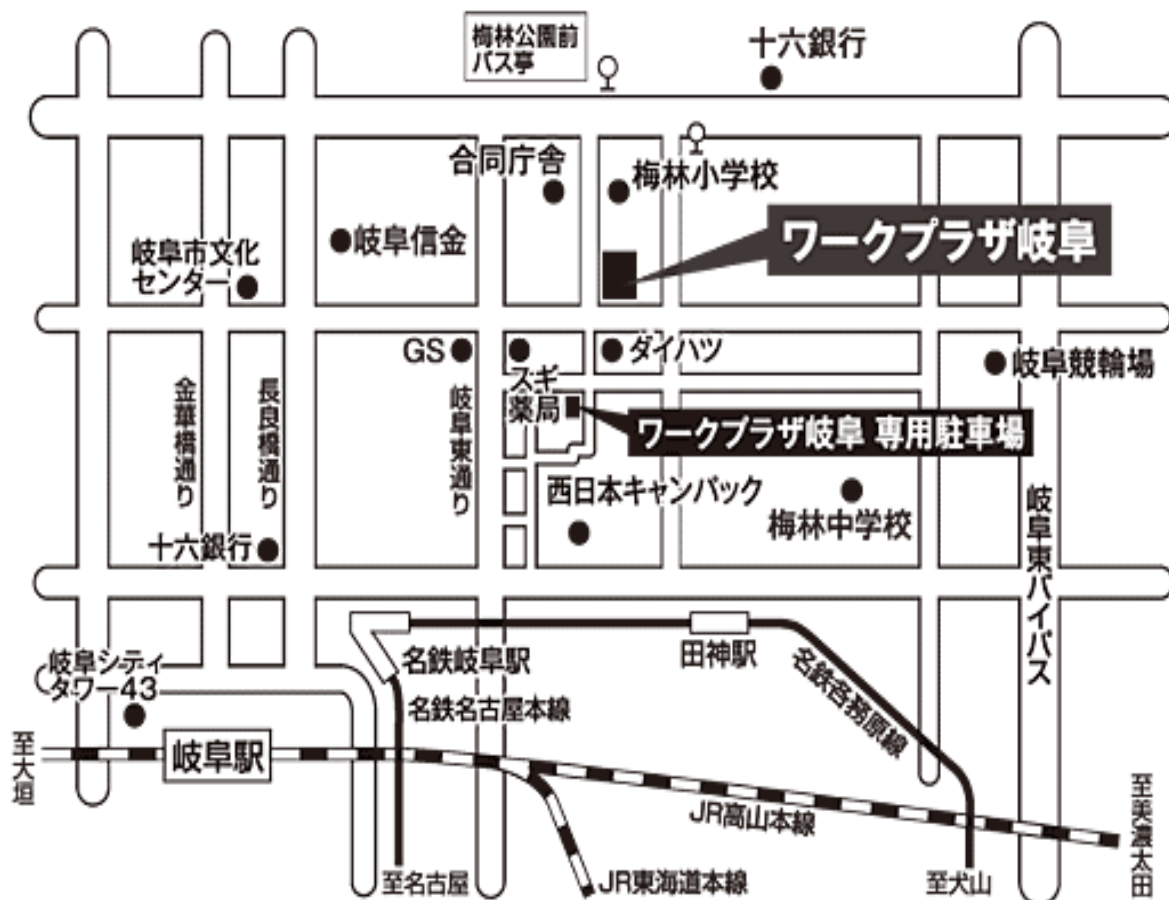 梅林公園前
バス亭
十六銀行
合同庁舎
梅林小学校
ワークプラザ岐阜
岐阜信金
岐阜市文化
センター
GS
スギ
薬局
ダイハツ
岐阜競輪場
金華橋通り
長良橋通り
岐阜東通り
ワークプラザ岐阜 専用駐車場
西日本キャンパック
梅林中学校
岐阜東バイパス
十六銀行
岐阜シティ
タワー43
名鉄岐阜駅
田神駅
名鉄名古屋本線
名鉄各務原線
至大垣
岐阜駅
JR高山本線
至美濃太田
至名古屋
JR東海道本線
至犬山